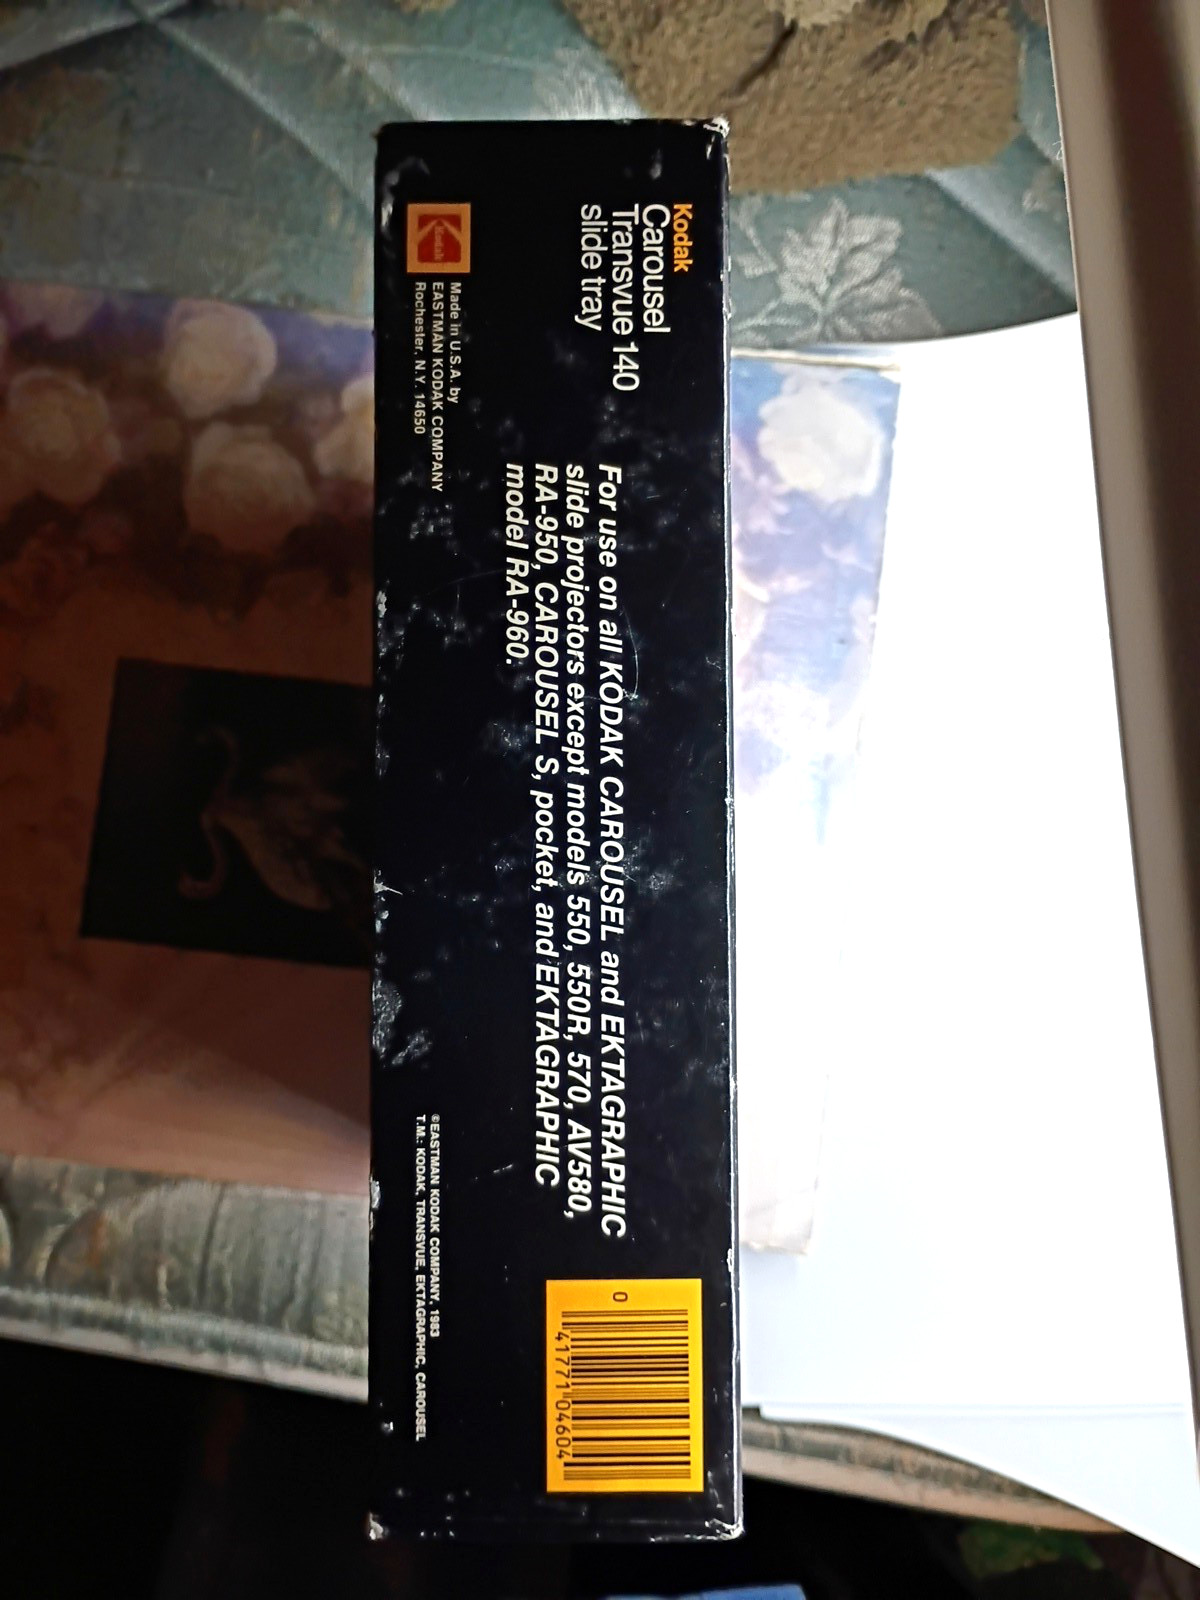 Kodak
Carousel
Transvue 140
slide tray
For use on all KODAK CAROUSEL and EKTAGRAPHIC
slide projectors except models 550, 550R, 570, AV580,
RA-950, CAROUSEL S, pocket, and EKTAGRAPHIC
model RA-960.
Kodak
Made in U.S.A. by
EASTMAN KODAK COMPANY
Rochester, N.Y. 14650
©EASTMAN KODAK COMPANY, 1983
T.M.: KODAK, TRANSVUE, EKTAGRAPHIC, CAROUSEL
0 41771 04604